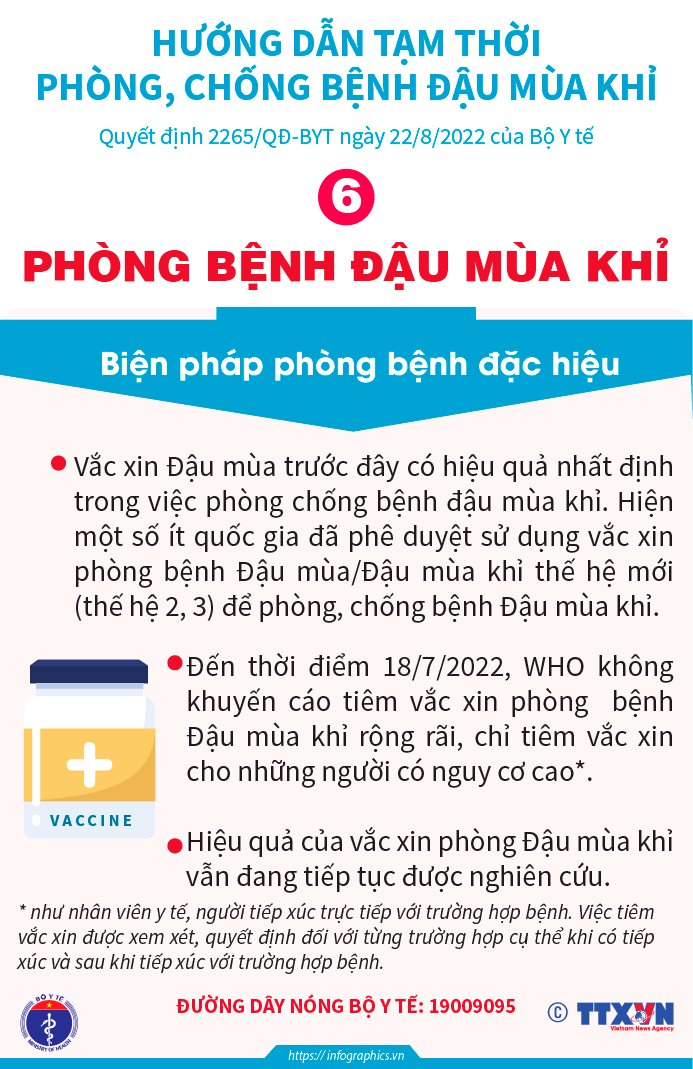 HƯỚNG DẪN TẠM THỜI
PHÒNG, CHỐNG BỆNH ĐẬU MÙA KHỈ
Quyết định 2265/QĐ-BYT ngày 22/8/2022 của Bộ Y tế
6
PHÒNG BỆNH ĐẬU MÙA KHỈ
Biện pháp phòng bệnh đặc hiệu
• Vắc xin Đậu mùa trước đây có hiệu quả nhất định
trong việc phòng chống bệnh đậu mùa khỉ. Hiện
một số ít quốc gia đã phê duyệt sử dụng vắc xin
phòng bệnh Đậu mùa/Đậu mùa khỉ thế hệ mới
(thế hệ 2, 3) để phòng, chống bệnh Đậu mùa khỉ.
• Đến thời điểm 18/7/2022, WHO không
khuyến cáo tiêm vắc xin phòng bệnh
Đậu mùa khỉ rộng rãi, chỉ tiêm vắc xin
cho những người có nguy cơ cao*.
VACCINE
• Hiệu quả của vắc xin phòng Đậu mùa khỉ
vẫn đang tiếp tục được nghiên cứu.
* như nhân viên y tế, người tiếp xúc trực tiếp với trường hợp bệnh. Việc tiêm
vắc xin được xem xét, quyết định đối với từng trường hợp cụ thể khi có tiếp
xúc và sau khi tiếp xúc với trường hợp bệnh.
BỘ Y TẾ
MINISTRY OF HEALTH
ĐƯỜNG DÂY NÓNG BỘ Y TẾ: 19009095
© TTXVN
Vietnam News Agency
https:// infographics.vn